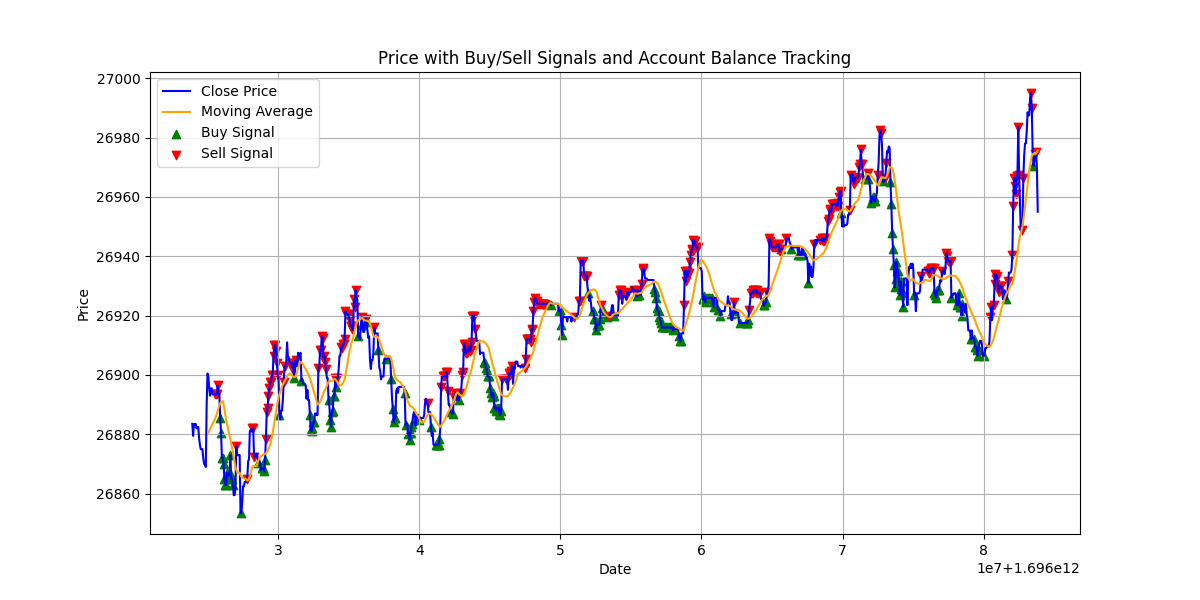 Price with Buy/Sell Signals and Account Balance Tracking
27000
26980
26960
26940
26920
26900
26880
26860
Price
Close Price
Moving Average
Buy Signal
Sell Signal
3 4 5 6 7 8
Date
1e7+1.696e12